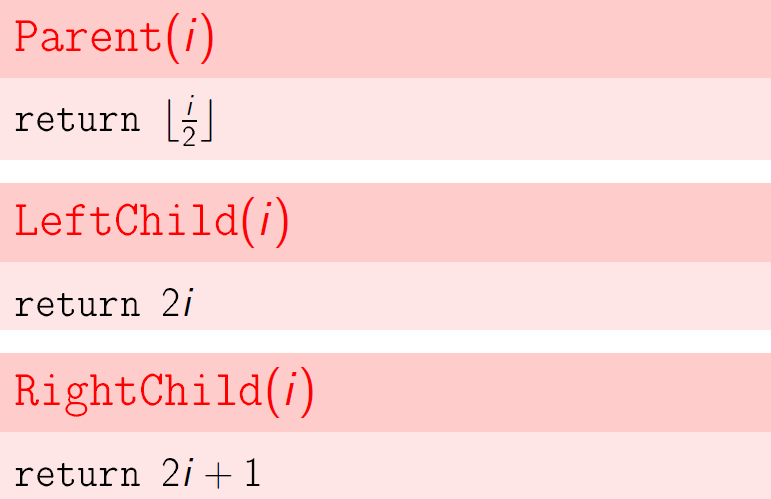 Parent(i)
return ⌊i/2⌋
LeftChild(i)
return 2i
RightChild(i)
return 2i + 1